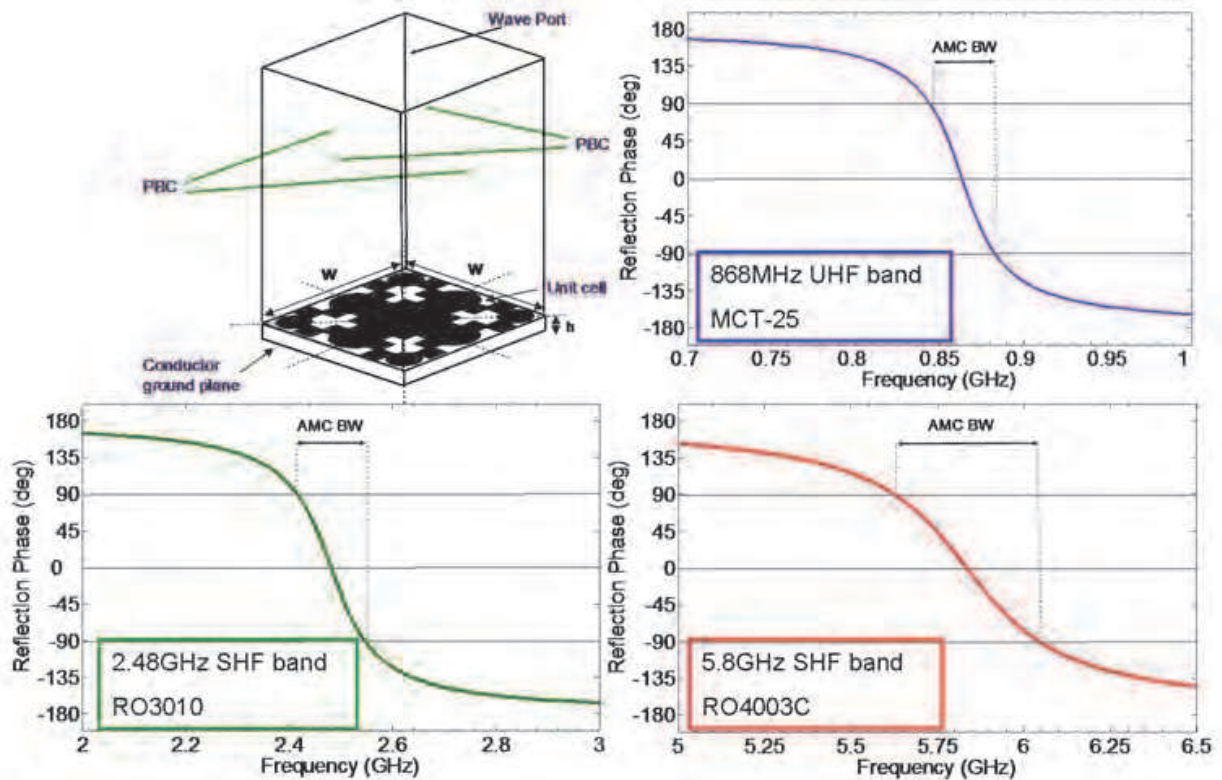 Wave Port
PBC
PBC
W
W
Unit cell
h
Conductor
ground plane
180
135
90
45
0
-45
-90
-135
-180
Reflection Phase (deg)
AMC BW
868MHz UHF band
MCT-25
0.7
0.75
0.8
0.85
0.9
0.95
1
Frequency (GHz)
180
135
90
45
0
-45
-90
-135
-180
Reflection Phase (deg)
AMC BW
2.48GHz SHF band
RO3010
2
2.2
2.4
2.6
2.8
3
Frequency (GHz)
180
135
90
45
0
-45
-90
-135
-180
Reflection Phase (deg)
AMC BW
5.8GHz SHF band
RO4003C
5
5.25
5.5
5.75
6
6.25
6.5
Frequency (GHz)